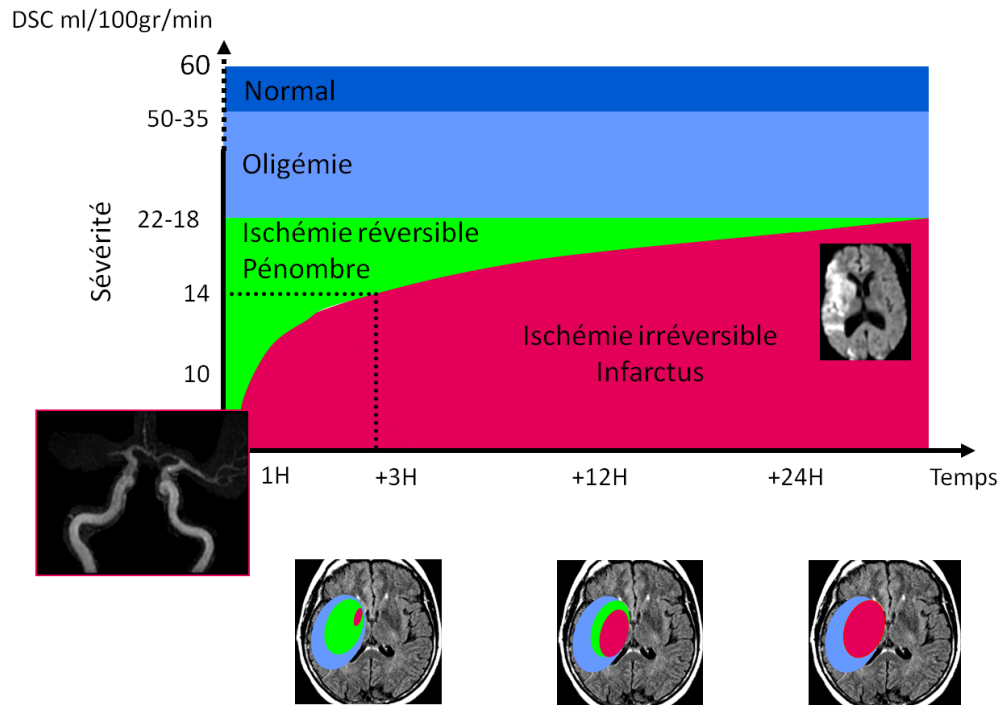 DSC ml/100gr/min
60
Normal
50-35
Oligémie
22-18
Ischémie réversible
Pénombre
Sévérité
14
Ischémie irréversible
Infarctus
10
1H
+3H
+12H
+24H
Temps